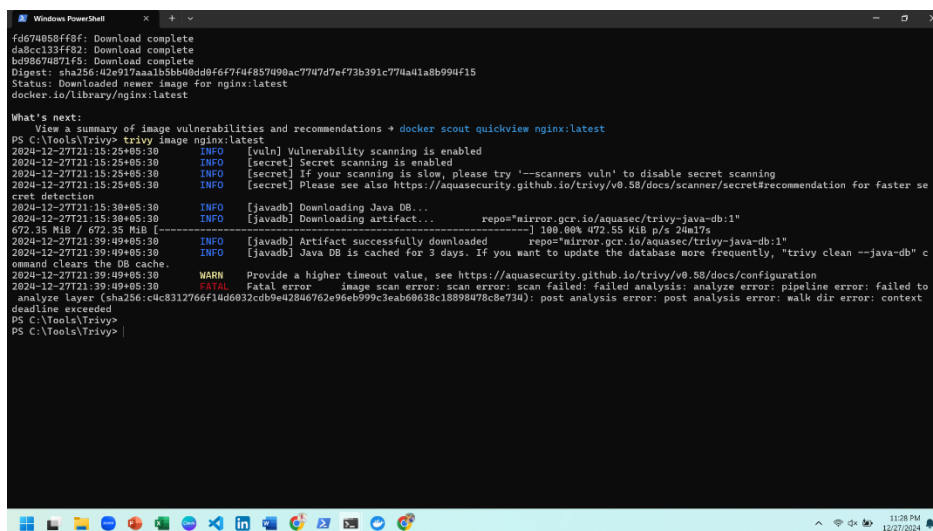 Windows PowerShell
fd674058ff8f: Download complete
da8cc133ff82: Download complete
bd98674871f5: Download complete
Digest: sha256:42e917aaa1b5bb40dd0f6f7f4f857490ac7747d7ef73b391c774a41a8b994f15
Status: Downloaded newer image for nginx:latest
docker.io/library/nginx:latest
What's next:
View a summary of image vulnerabilities and recommendations → docker scout quickview nginx:latest
PS C:\Tools\Trivy> trivy image nginx:latest
2024-12-27T21:15:25+05:30 INFO [vuln] Vulnerability scanning is enabled
2024-12-27T21:15:25+05:30 INFO [secret] Secret scanning is enabled
2024-12-27T21:15:25+05:30 INFO [secret] If your scanning is slow, please try '--scanners vuln' to disable secret scanning
2024-12-27T21:15:25+05:30 INFO [secret] Please see also https://aquasecurity.github.io/trivy/v0.58/docs/scanner/secret#recommendation for faster se
cret detection
2024-12-27T21:15:30+05:30 INFO [javadb] Downloading Java DB...
2024-12-27T21:15:30+05:30 INFO [javadb] Downloading artifact... repo="mirror.gcr.io/aquasec/trivy-java-db:1"
672.35 MiB / 672.35 MiB [----------------------------------------------------------------] 100.00% 472.55 KiB p/s 24m17s
2024-12-27T21:39:49+05:30 INFO [javadb] Artifact successfully downloaded repo="mirror.gcr.io/aquasec/trivy-java-db:1"
2024-12-27T21:39:49+05:30 INFO [javadb] Java DB is cached for 3 days. If you want to update the database more frequently, "trivy clean --java-db" c
ommand clears the DB cache.
2024-12-27T21:39:49+05:30 WARN Provide a higher timeout value, see https://aquasecurity.github.io/trivy/v0.58/docs/configuration
2024-12-27T21:39:49+05:30 FATAL Fatal error image scan error: scan error: scan failed: failed analysis: analyze error: pipeline error: failed to
analyze layer (sha256:c4c8312766f14d6032cdb9e42846762e96eb999c3eab60638c18898478c8e734): post analysis error: post analysis error: walk dir error: context
deadline exceeded
PS C:\Tools\Trivy>
PS C:\Tools\Trivy>
11:28 PM
12/27/2024